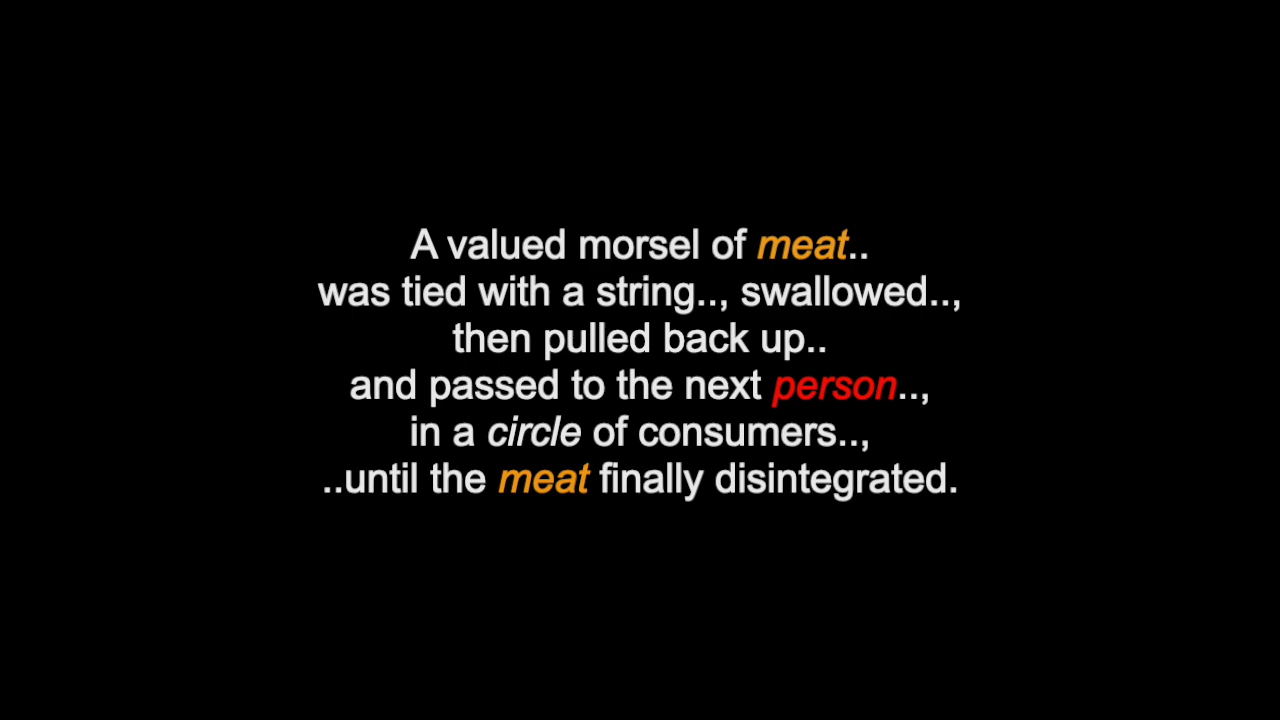 A valued morsel of meat..
was tied with a string.., swallowed..,
then pulled back up..
and passed to the next person..,
in a circle of consumers..,
..until the meat finally disintegrated.